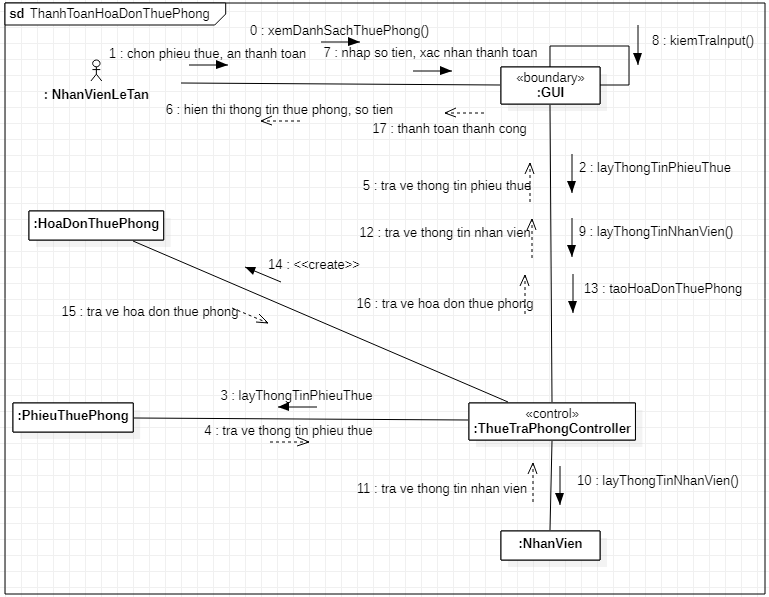 sd ThanhToanHoaDonThuePhong
0 : xemDanhSachThuePhong()
8 : kiemTraInput()
1 : chon phieu thue, an thanh toan
7 : nhap so tien, xac nhan thanh toan
«boundary»
:GUI
: NhanVienLeTan
6 : hien thi thong tin thue phong, so tien
17 : thanh toan thanh cong
2 : layThongTinPhieuThue
5 : tra ve thong tin phieu thue
:HoaDonThuePhong
12 : tra ve thong tin nhan vien
9 : layThongTinNhanVien()
14 : <<create>>
13 : taoHoaDonThuePhong
16 : tra ve hoa don thue phong
15 : tra ve hoa don thue phong
3 : layThongTinPhieuThue
:PhieuThuePhong
«control»
:ThueTraPhongController
4 : tra ve thong tin phieu thue
10 : layThongTinNhanVien()
11 : tra ve thong tin nhan vien
:NhanVien